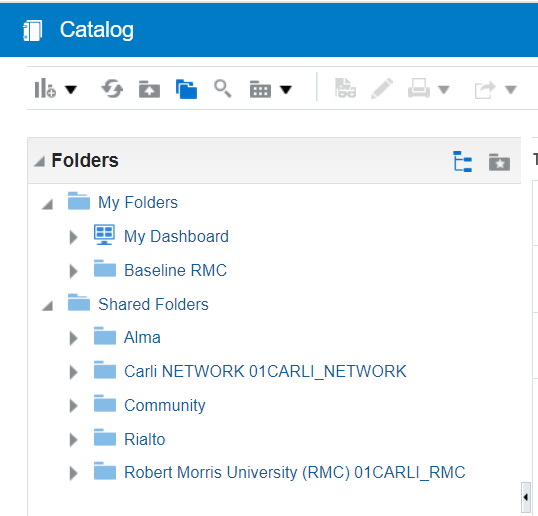 Catalog
Folders
My Folders
My Dashboard
Baseline RMC
Shared Folders
Alma
Carli NETWORK 01CARLI_NETWORK
Community
Rialto
Robert Morris University (RMC) 01CARLI_RMC